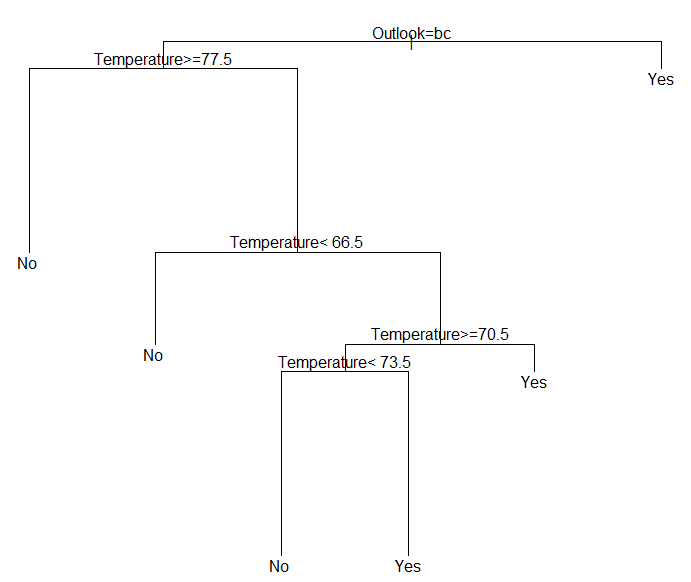 Outlook=bc
Temperature>=77.5
Yes
Temperature< 66.5
No
Temperature>=70.5
No
Temperature< 73.5
Yes
No
Yes